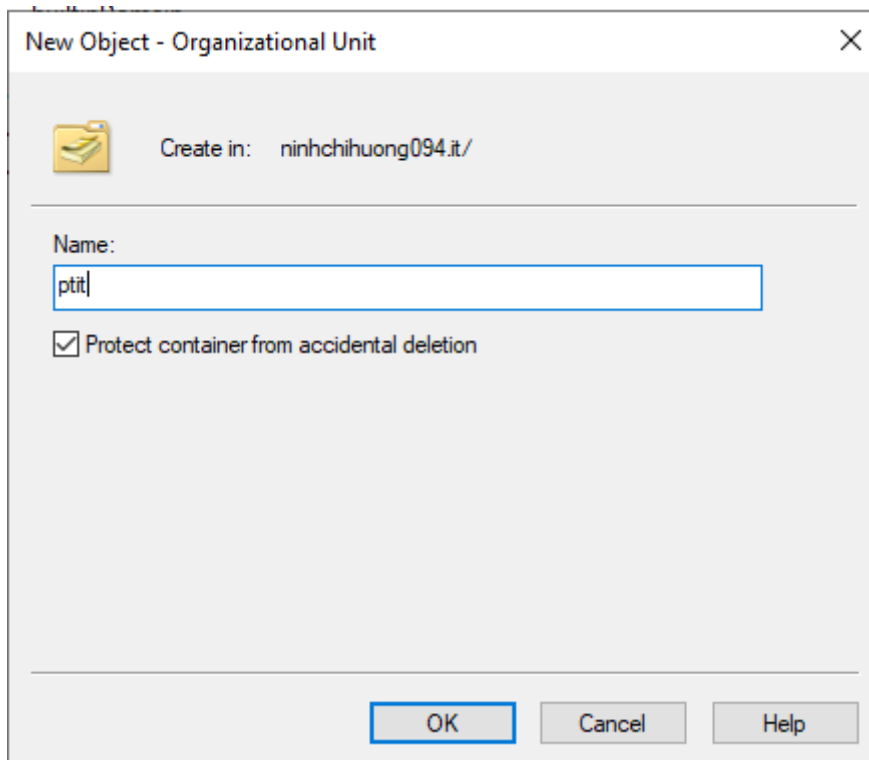 New Object - Organizational Unit
Create in: ninhchihuong094.it/
Name:
ptit
Protect container from accidental deletion
OK Cancel Help